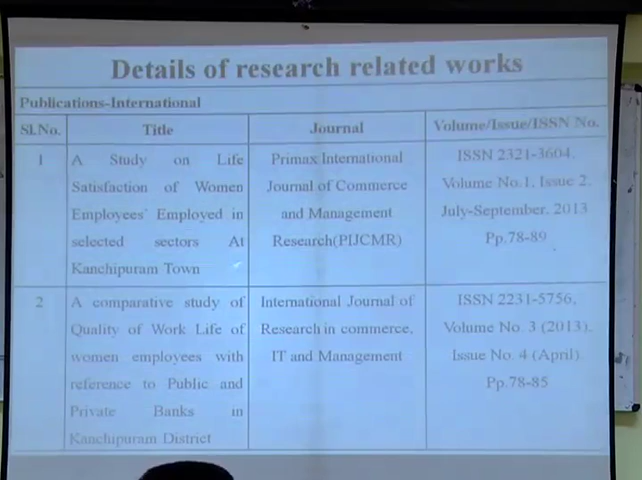 Details of research related works
Publications-International
Sl.No.
Title
Journal
Volume/Issue/ISSN No.
1
A Study on Life
Satisfaction of Women
Employees' Employed in
selected sectors At
Kanchipuram Town
Primax International
Journal of Commerce
and Management
Research(PIJCMR)
ISSN 2321-3604,
Volume No.1, Issue 2,
July-September, 2013
Pp.78-89
2
A comparative study of
Quality of Work Life of
women employees with
reference to Public and
Private Banks in
Kanchipuram District
International Journal of
Research in commerce,
IT and Management
ISSN 2231-5756,
Volume No. 3 (2013),
Issue No. 4 (April)
Pp.78-85